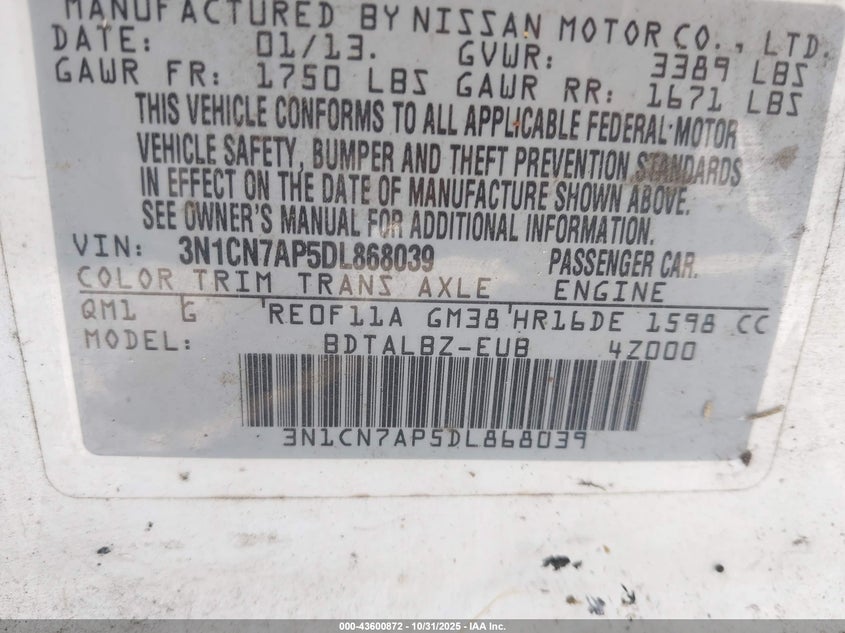 MANUFACTURED BY NISSAN MOTOR CO., LTD.
DATE: 01/13. GVWR: 3389 LBS
GAWR FR: 1750 LBS GAWR RR: 1671 LBS
THIS VEHICLE CONFORMS TO ALL APPLICABLE FEDERAL MOTOR
VEHICLE SAFETY, BUMPER AND THEFT PREVENTION STANDARDS
IN EFFECT ON THE DATE OF MANUFACTURE SHOWN ABOVE.
SEE OWNER'S MANUAL FOR ADDITIONAL INFORMATION.
VIN: 3N1CN7AP5DL868039 PASSENGER CAR.
COLOR TRIM TRANS AXLE ENGINE
QM1 G RE0F11A GM38 HR16DE 1598 CC
MODEL: BDTALBZ-EUB 4Z000
3N1CN7AP5DL868039
000-43600872 - 10/31/2025 - IAA Inc.